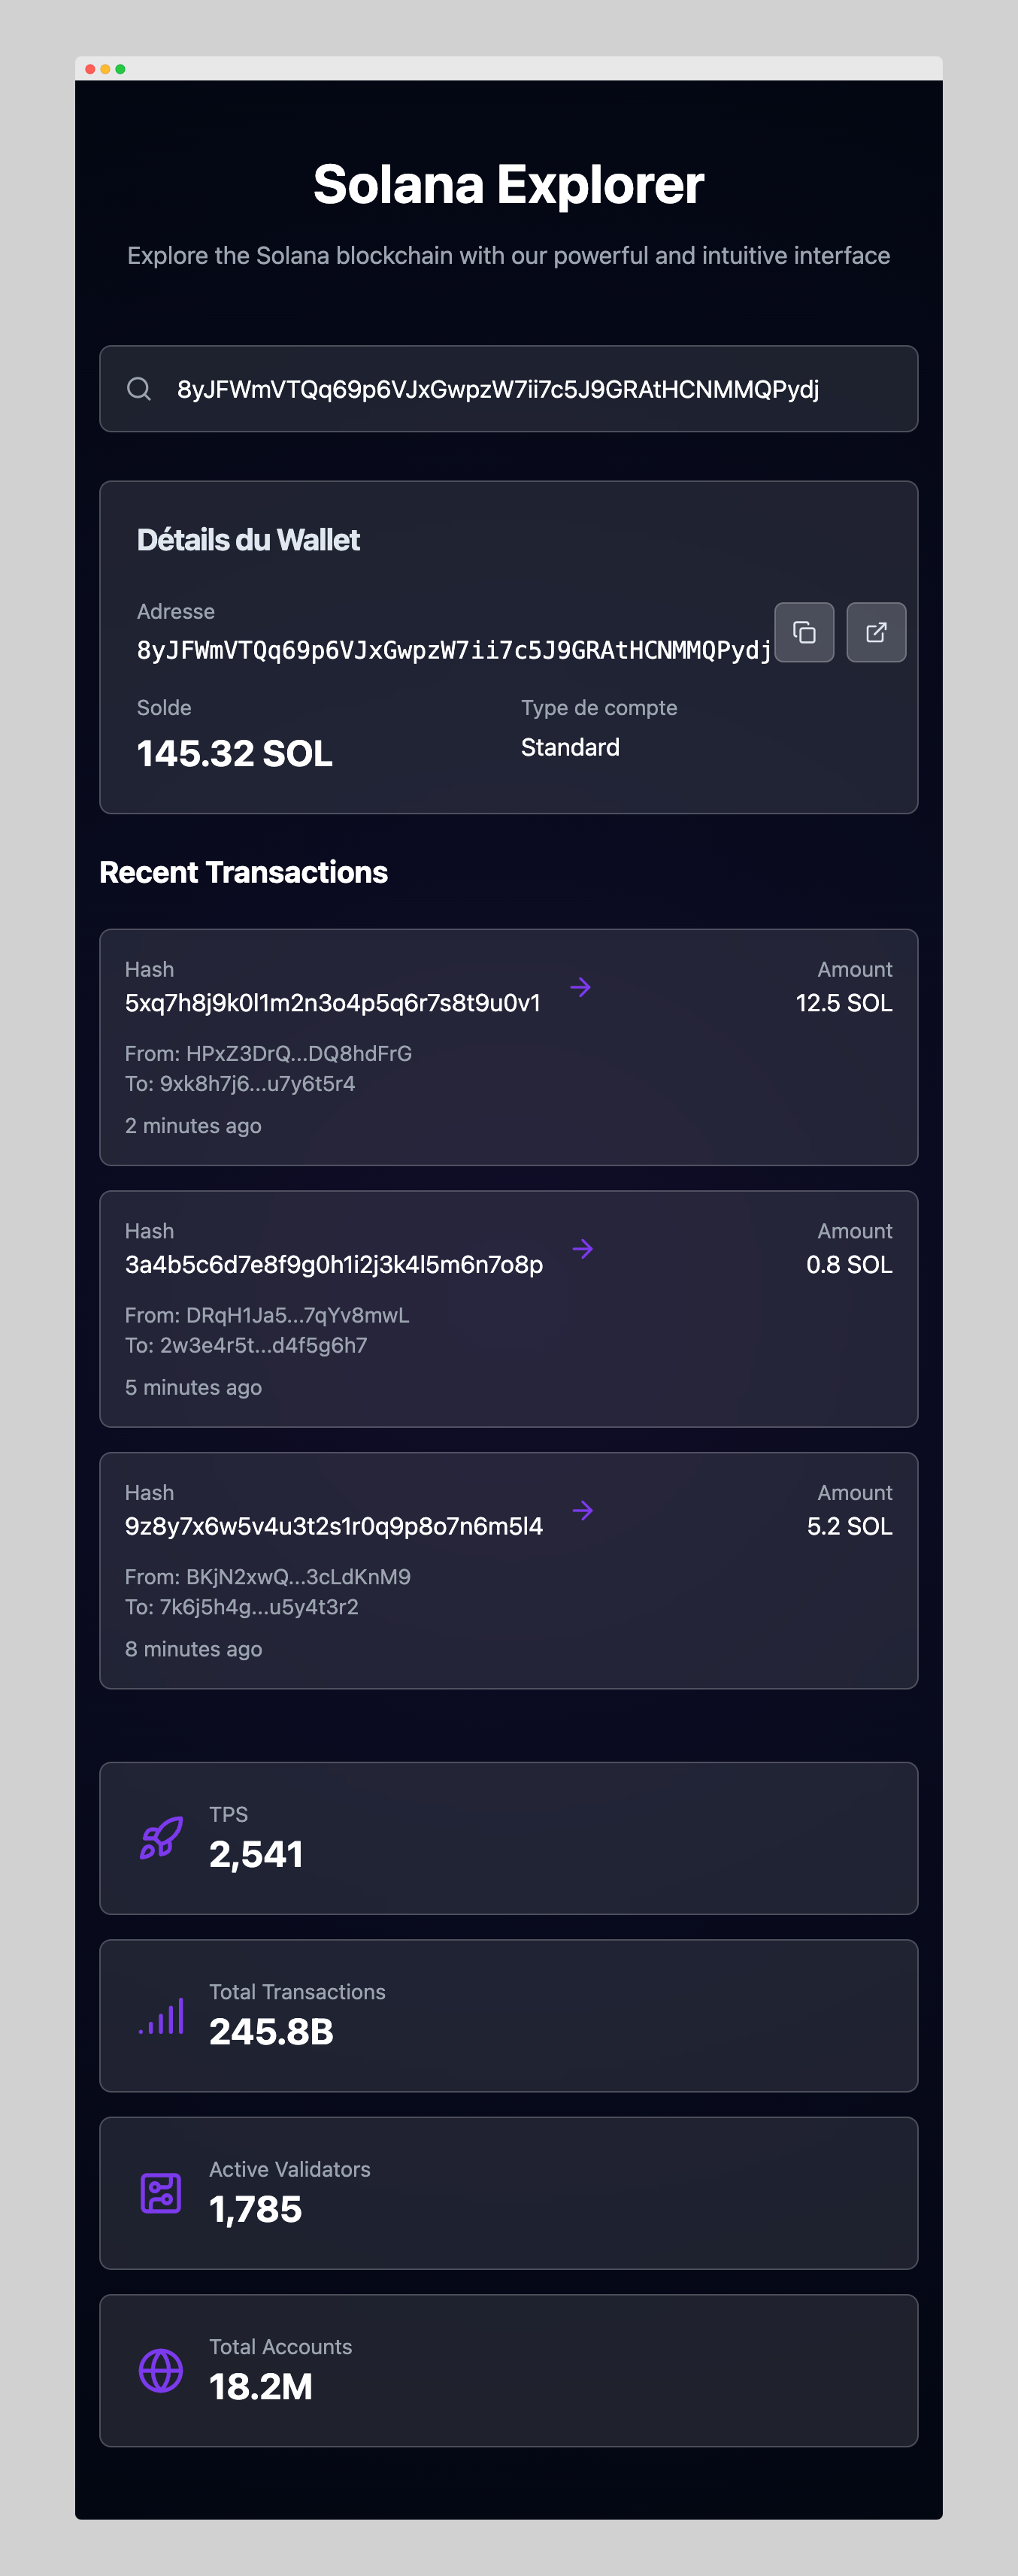 Solana Explorer
Explore the Solana blockchain with our powerful and intuitive interface
8yJFWmVTQq69p6VJxGwpzW7ii7c5J9GRAtHCNMMQPydj
Détails du Wallet
Adresse
8yJFWmVTQq69p6VJxGwpzW7ii7c5J9GRAtHCNMMQPydj
Solde
145.32 SOL
Type de compte
Standard
Recent Transactions
Hash
5xq7h8j9k0l1m2n3o4p5q6r7s8t9u0v1
Amount
12.5 SOL
From: HPxZ3DrQ...DQ8hdFrG
To: 9xk8h7j6...u7y6t5r4
2 minutes ago
Hash
3a4b5c6d7e8f9g0h1i2j3k4l5m6n7o8p
Amount
0.8 SOL
From: DRqH1Ja5...7qYv8mwL
To: 2w3e4r5t...d4f5g6h7
5 minutes ago
Hash
9z8y7x6w5v4u3t2s1r0q9p8o7n6m5l4
Amount
5.2 SOL
From: BKjN2xwQ...3cLdKnM9
To: 7k6j5h4g...u5y4t3r2
8 minutes ago
TPS
2,541
Total Transactions
245.8B
Active Validators
1,785
Total Accounts
18.2M